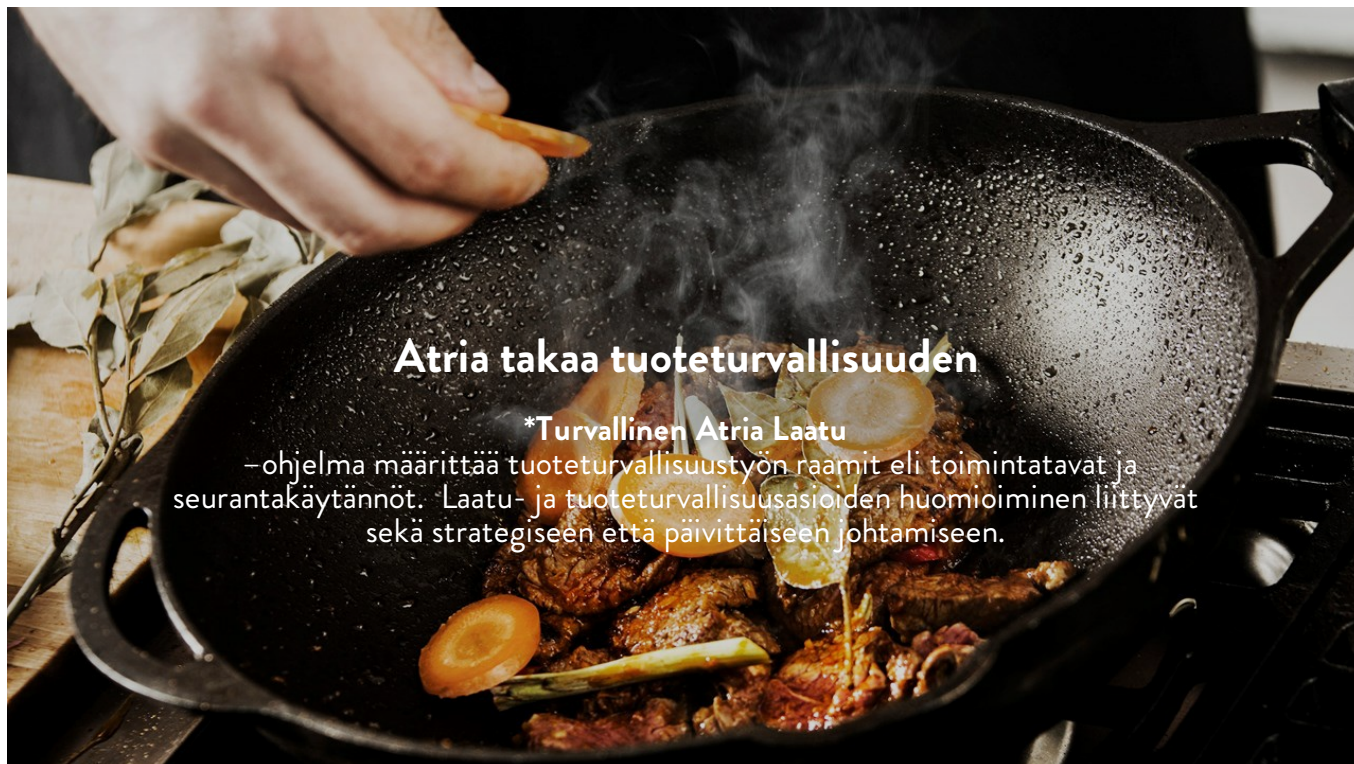 Atria takaa tuoteturvallisuuden
*Turvallinen Atria Laatu
–ohjelma määrittää tuoteturvallisuustyön raamit eli toimintatavat ja
seurantakäytännöt.  Laatu- ja tuoteturvallisuusasioiden huomioiminen liittyvät
sekä strategiseen että päivittäiseen johtamiseen.